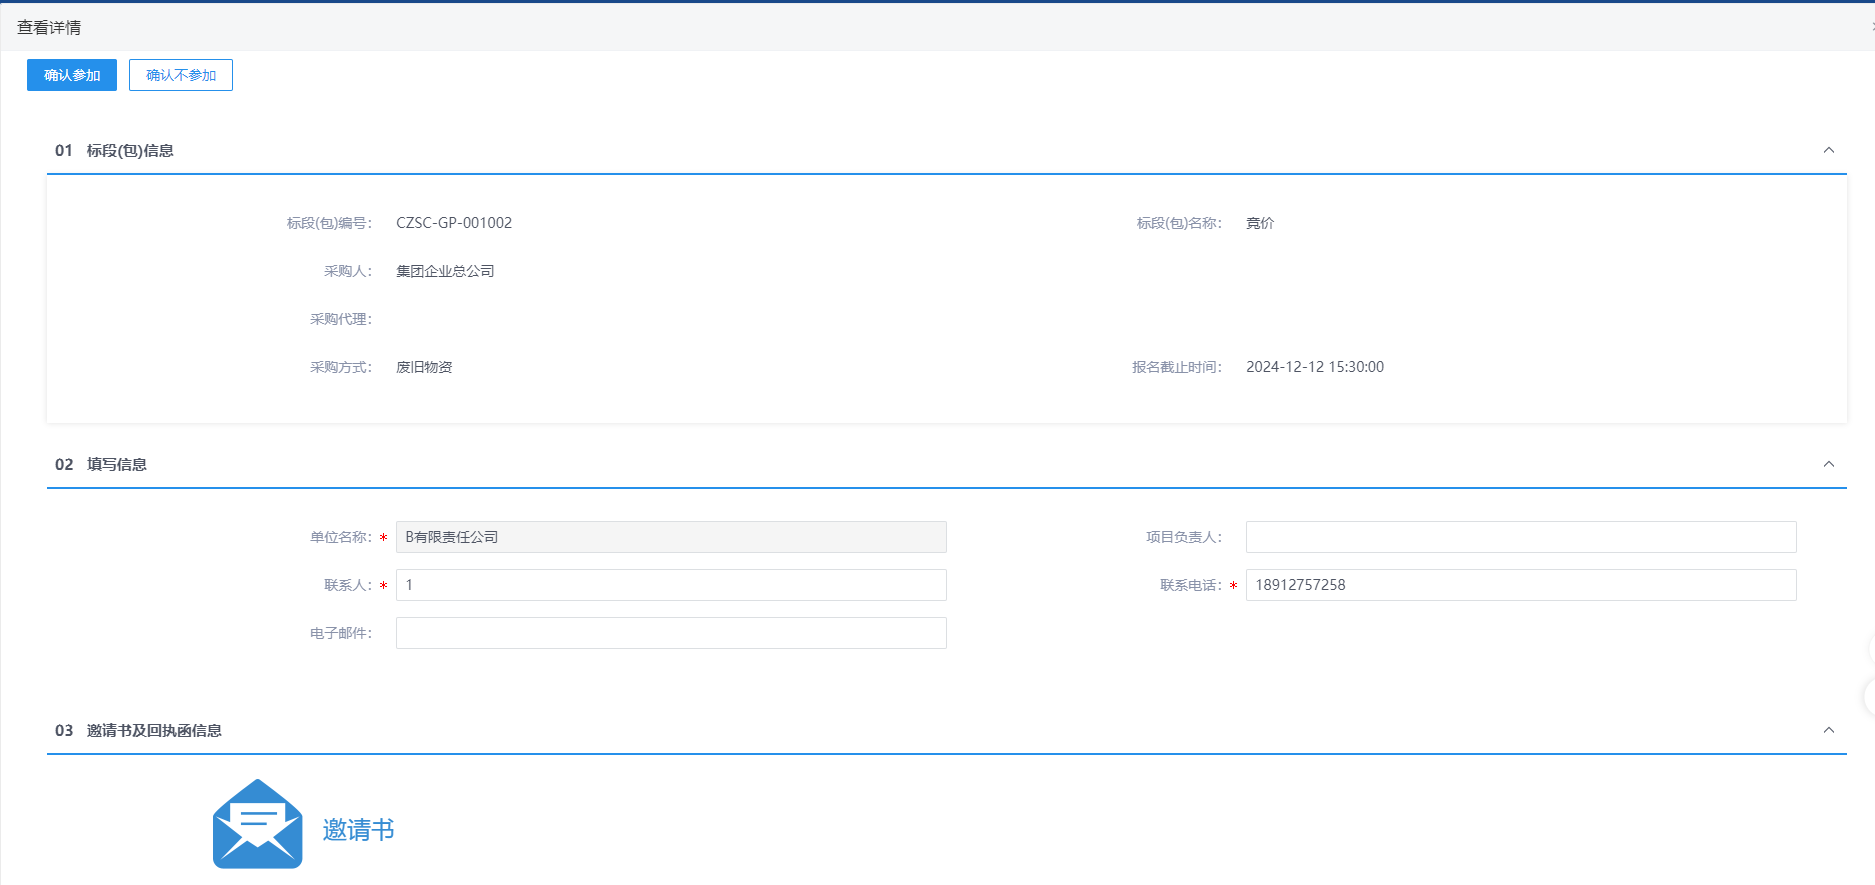 查看详情
确认参加 确认不参加
01 标段(包)信息
标段(包)编号： CZSC-GP-001002 标段(包)名称： 竞价
采购人： 集团企业总公司
采购代理：
采购方式： 废旧物资 报名截止时间： 2024-12-12 15:30:00
02 填写信息
单位名称：* B有限责任公司 项目负责人：
联系人：* 1 联系电话：* 18912757258
电子邮件：
03 邀请书及回执函信息
邀请书